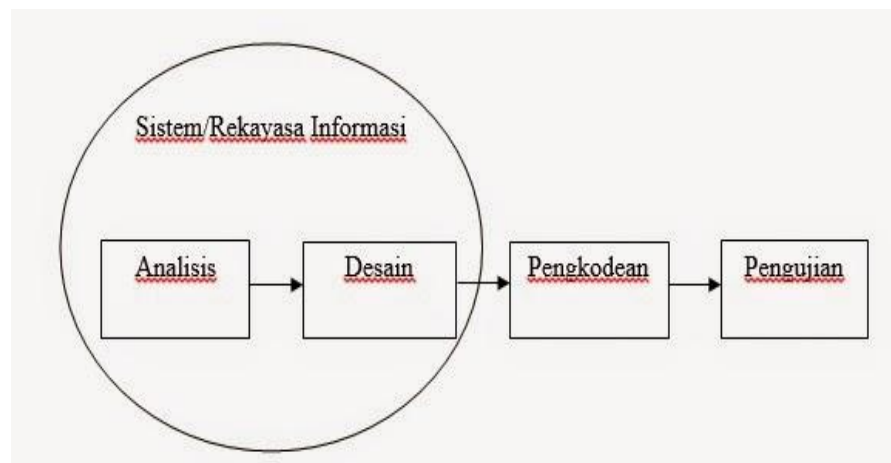 Sistem/Rekayasa Informasi
Analisis
Desain
Pengkodean
Pengujian